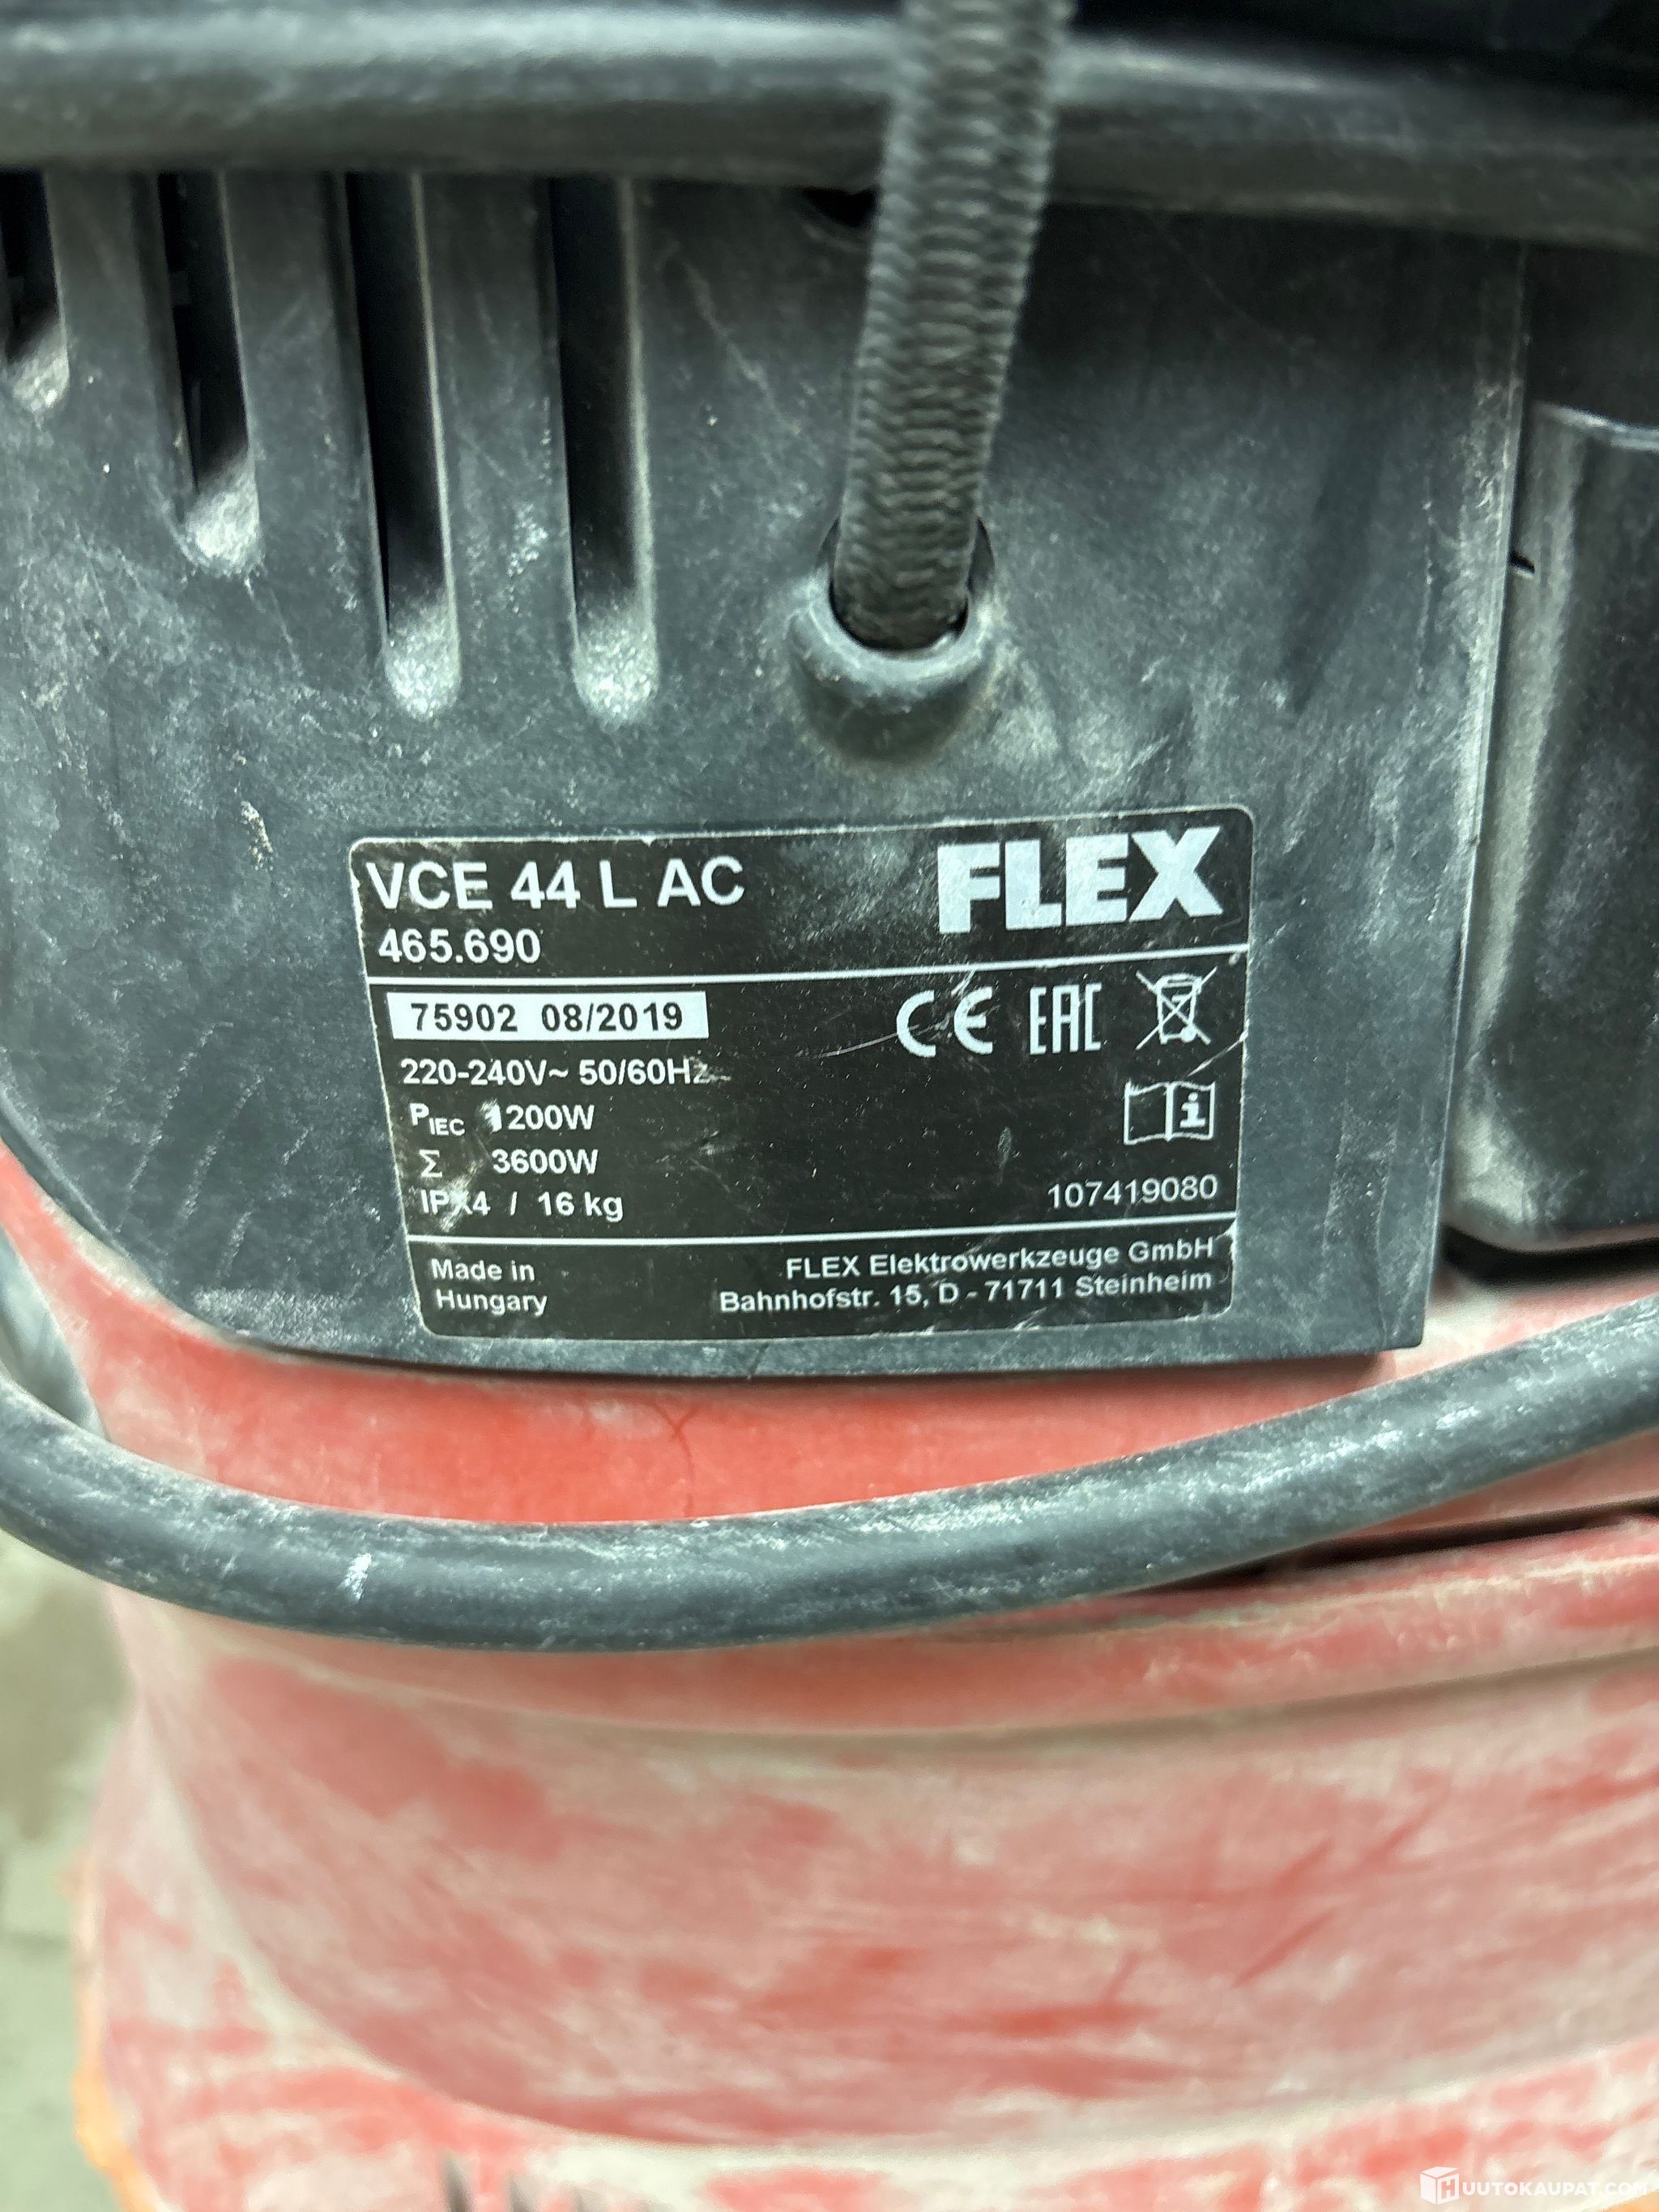 VCE 44 L AC
FLEX
465.690
75902 08/2019
CE EAC
220-240V~ 50/60Hz
PIEC 1200W
Σ 3600W
IPX4 / 16 kg
107419080
Made in
Hungary
FLEX Elektrowerkzeuge GmbH
Bahnhofstr. 15, D - 71711 Steinheim
HUUTOKAUPAT.COM